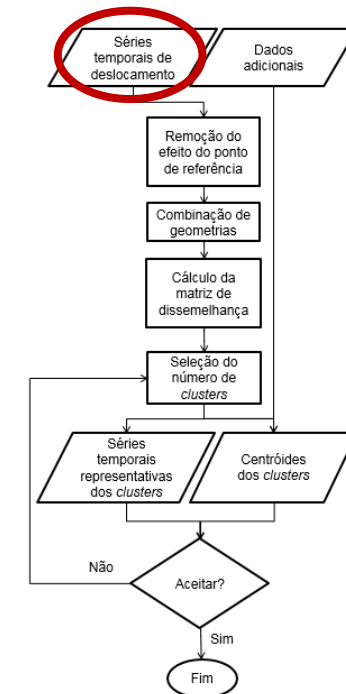 Séries
temporais de
deslocamento
Dados
adicionais
Remoção do
efeito do ponto
de referência
Combinação de
geometrias
Cálculo da
matriz de
dissemelhança
Seleção do
número de
clusters
Séries
temporais
representativas
dos clusters
Centróides
dos clusters
Não
Aceitar?
Sim
Fim